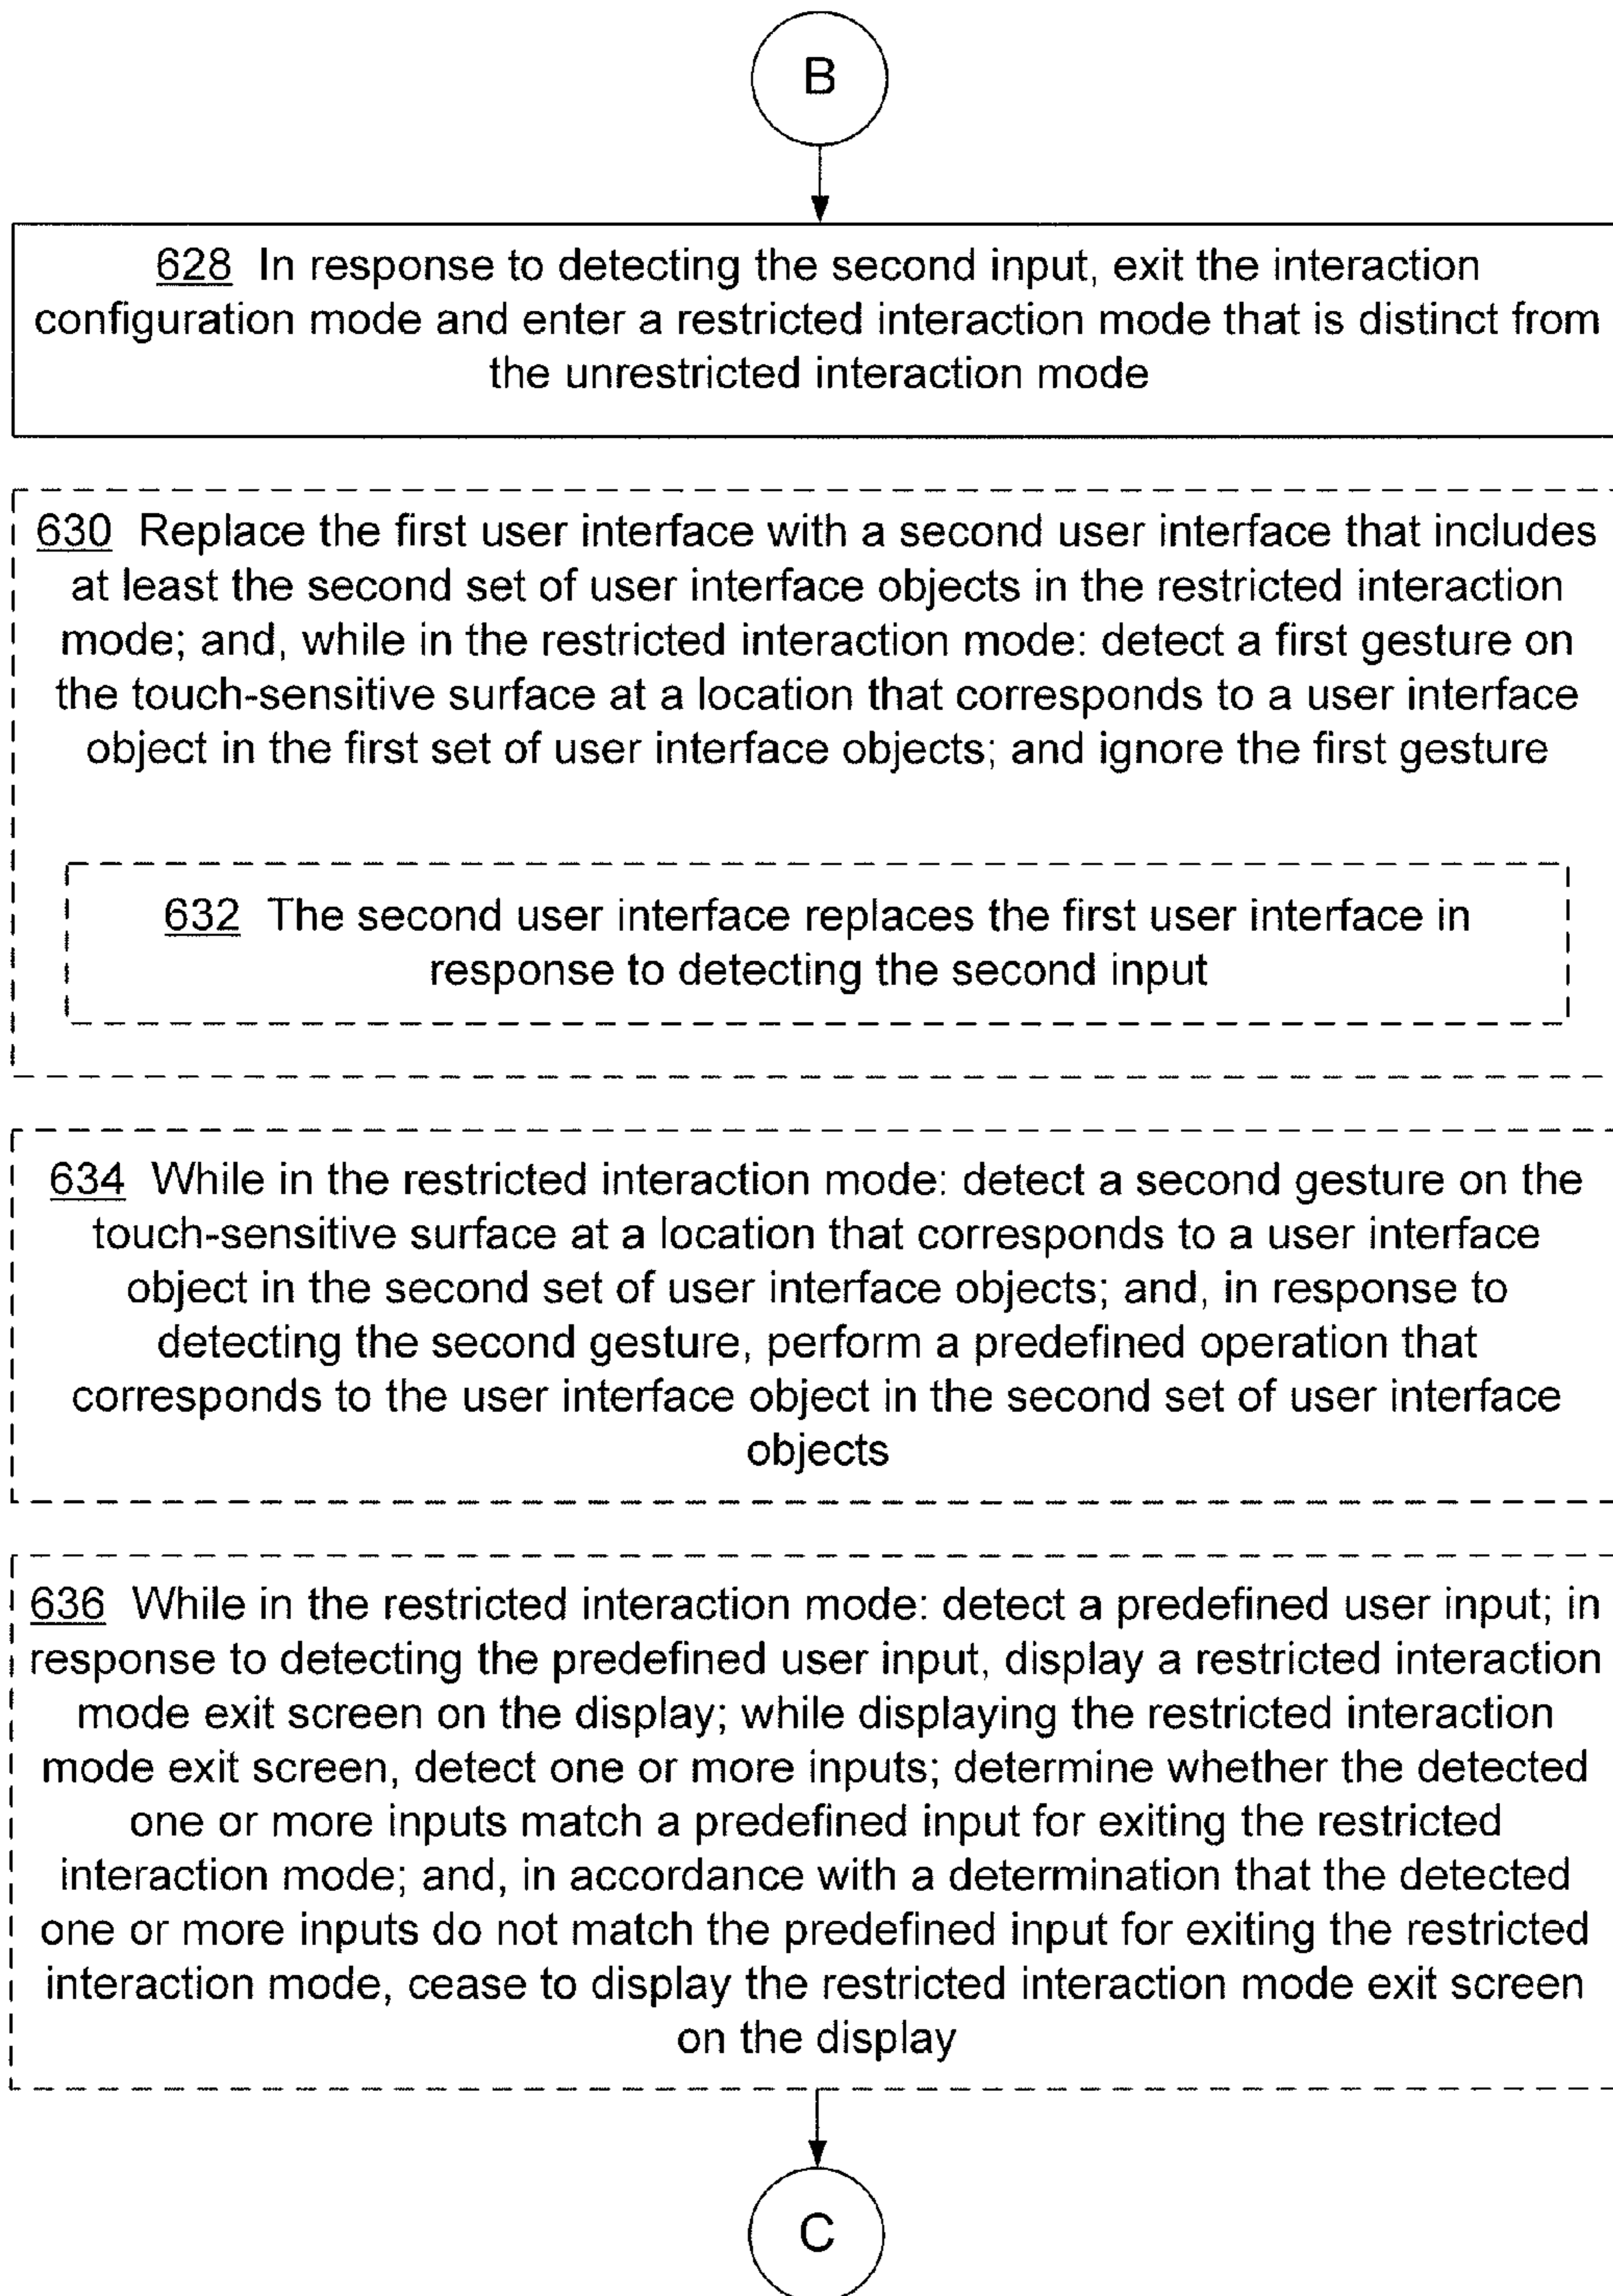 B
628 In response to detecting the second input, exit the interaction
configuration mode and enter a restricted interaction mode that is distinct from
the unrestricted interaction mode
630 Replace the first user interface with a second user interface that includes
at least the second set of user interface objects in the restricted interaction
mode; and, while in the restricted interaction mode: detect a first gesture on
the touch-sensitive surface at a location that corresponds to a user interface
object in the first set of user interface objects; and ignore the first gesture
632 The second user interface replaces the first user interface in
response to detecting the second input
634 While in the restricted interaction mode: detect a second gesture on the
touch-sensitive surface at a location that corresponds to a user interface
object in the second set of user interface objects; and, in response to
detecting the second gesture, perform a predefined operation that
corresponds to the user interface object in the second set of user interface
objects
636 While in the restricted interaction mode: detect a predefined user input; in
response to detecting the predefined user input, display a restricted interaction
mode exit screen on the display; while displaying the restricted interaction
mode exit screen, detect one or more inputs; determine whether the detected
one or more inputs match a predefined input for exiting the restricted
interaction mode; and, in accordance with a determination that the detected
one or more inputs do not match the predefined input for exiting the restricted
interaction mode, cease to display the restricted interaction mode exit screen
on the display
C